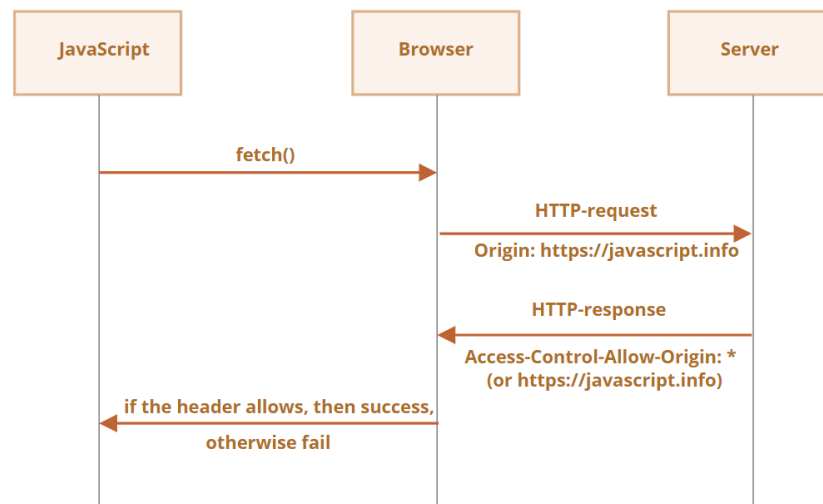 JavaScript
Browser
Server
fetch()
HTTP-request
Origin: https://javascript.info
HTTP-response
Access-Control-Allow-Origin: *
(or https://javascript.info)
if the header allows, then success,
otherwise fail